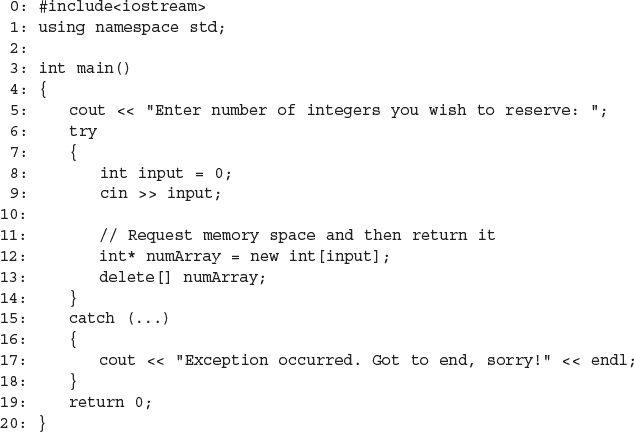 0: #include<iostream>
1: using namespace std;
2:
3: int main()
4: {
5:    cout << "Enter number of integers you wish to reserve: ";
6:    try
7:    {
8:       int input = 0;
9:       cin >> input;
10:
11:       // Request memory space and then return it
12:       int* numArray = new int[input];
13:       delete[] numArray;
14:    }
15:    catch (...)
16:    {
17:       cout << "Exception occurred. Got to end, sorry!" << endl;
18:    }
19:    return 0;
20: }